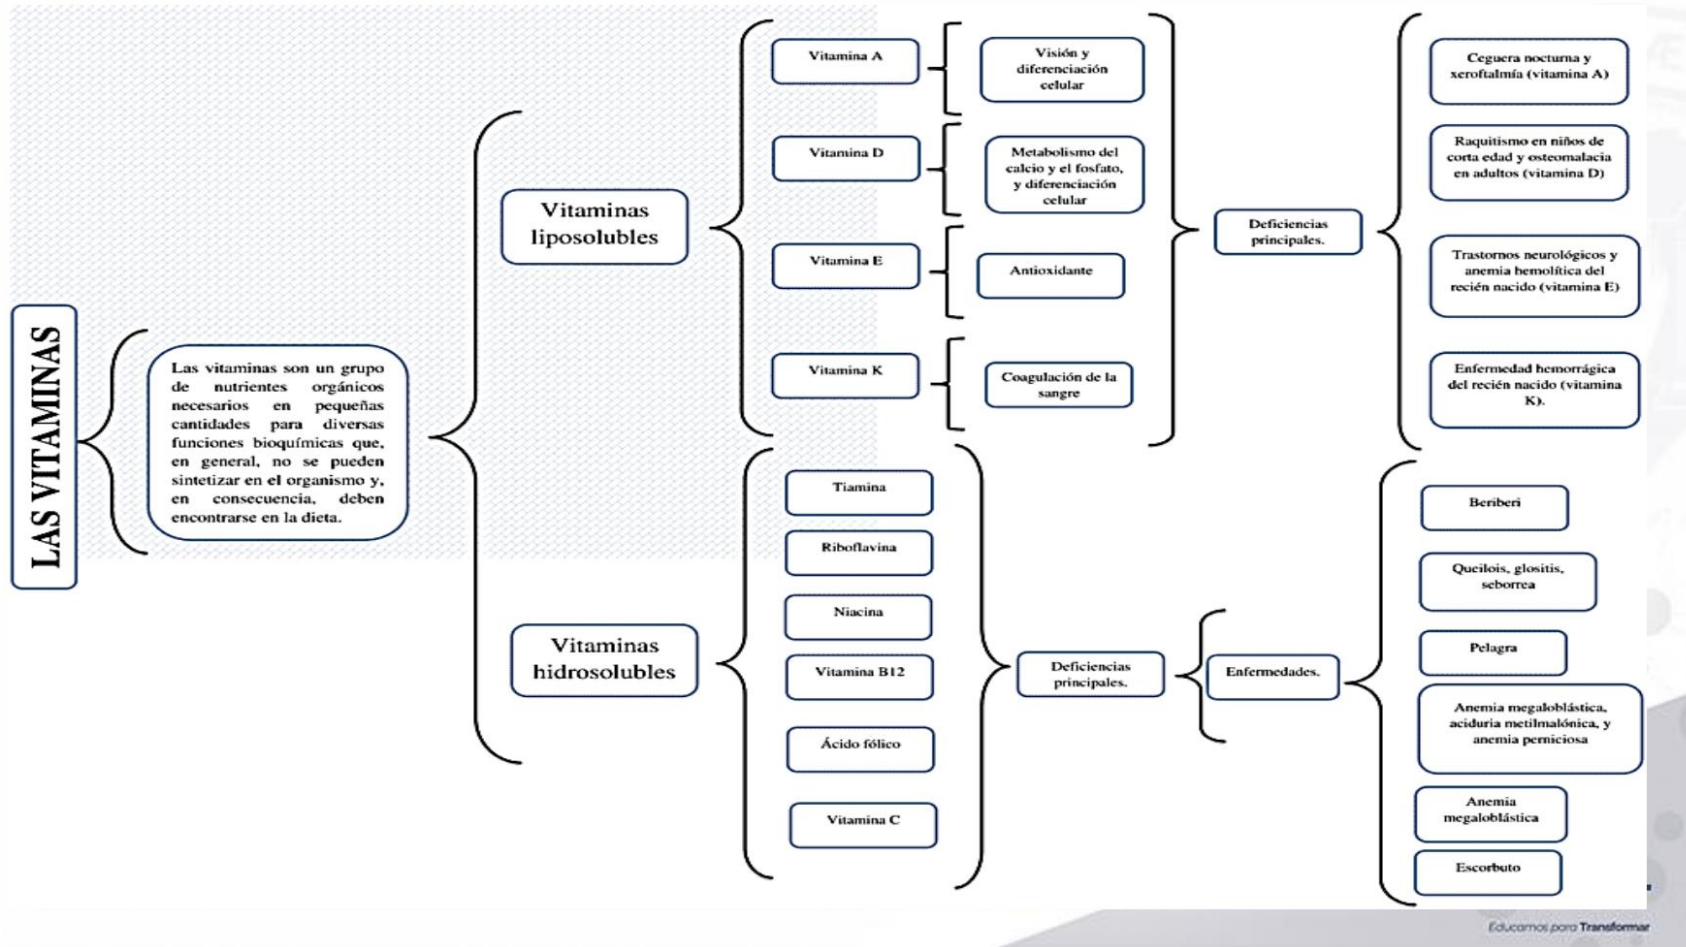 LAS VITAMINAS
Las vitaminas son un grupo
de nutrientes orgánicos
necesarios en pequeñas
cantidades para diversas
funciones bioquímicas que,
en general, no se pueden
sintetizar en el organismo y,
en consecuencia, deben
encontrarse en la dieta.
Vitaminas
liposolubles
Vitamina A
Visión y
diferenciación
celular
Vitamina D
Metabolismo del
calcio y el fosfato,
y diferenciación
celular
Vitamina E
Antioxidante
Vitamina K
Coagulación de la
sangre
Deficiencias
principales.
Ceguera nocturna y
xeroftalmía (vitamina A)
Raquitismo en niños de
corta edad y osteomalacia
en adultos (vitamina D)
Trastornos neurológicos y
anemia hemolítica del
recién nacido (vitamina E)
Enfermedad hemorrágica
del recién nacido (vitamina
K).
Vitaminas
hidrosolubles
Tiamina
Riboflavina
Niacina
Vitamina B12
Ácido fólico
Vitamina C
Deficiencias
principales.
Enfermedades.
Beriberi
Queilois, glositis,
seborrea
Pelagra
Anemia megaloblástica,
aciduria metilmalónica, y
anemia perniciosa
Anemia
megaloblástica
Escorbuto
Educamos para Transformar